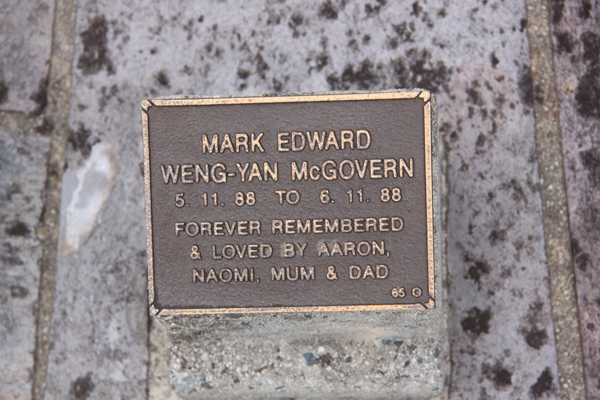 MARK EDWARD
WENG-YAN McGOVERN
5. 11. 88 TO 6. 11. 88
FOREVER REMEMBERED
& LOVED BY AARON,
NAOMI, MUM & DAD
65